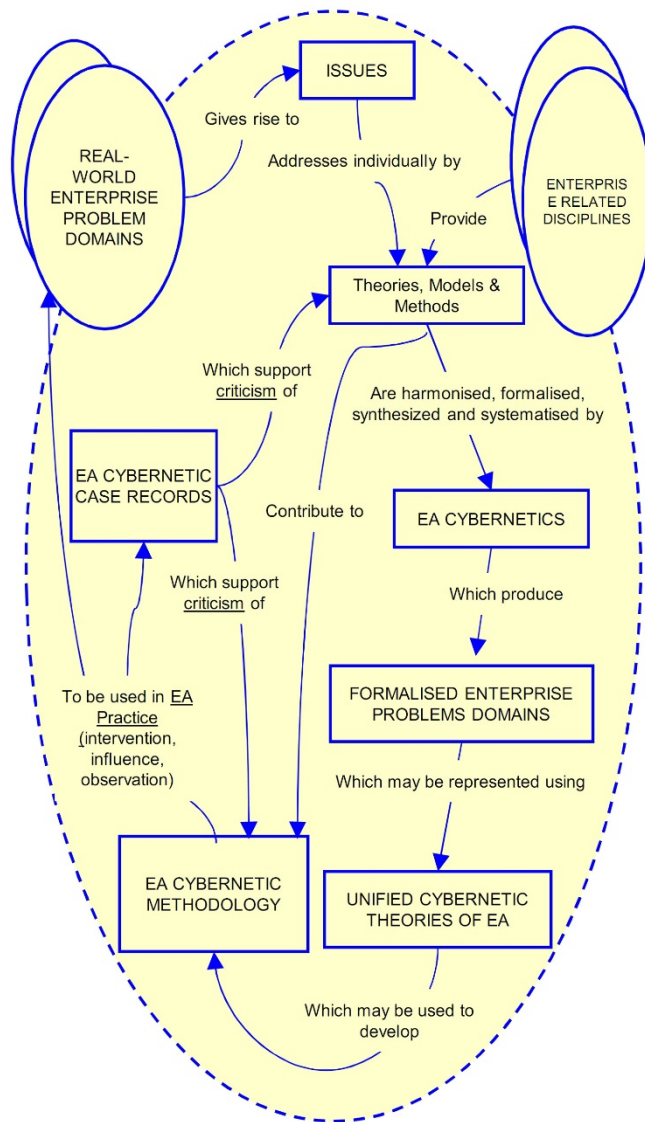 ISSUES
Gives rise to
REAL-
WORLD
ENTERPRISE
PROBLEM
DOMAINS
Addresses individually by
ENTERPRIS
E RELATED
DISCIPLINES
Provide
Theories, Models &
Methods
Which support
criticism of
Are harmonised, formalised,
synthesized and systematised by
EA CYBERNETIC
CASE RECORDS
Contribute to
EA CYBERNETICS
Which support
criticism of
Which produce
To be used in EA
Practice
(intervention,
influence,
observation)
FORMALISED ENTERPRISE
PROBLEMS DOMAINS
Which may be represented using
EA CYBERNETIC
METHODOLOGY
UNIFIED CYBERNETIC
THEORIES OF EA
Which may be used to
develop